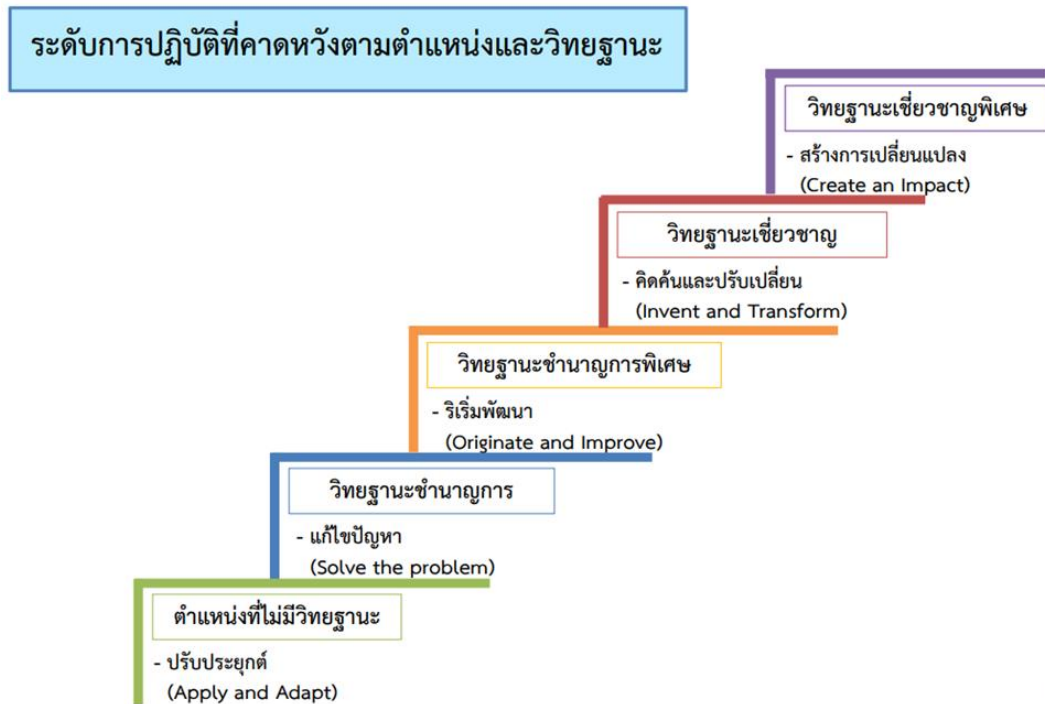 ระดับการปฏิบัติที่คาดหวังตามตำแหน่งและวิทยฐานะ
วิทยฐานะเชี่ยวชาญพิเศษ
- สร้างการเปลี่ยนแปลง
(Create an Impact)
วิทยฐานะเชี่ยวชาญ
- คิดค้นและปรับเปลี่ยน
(Invent and Transform)
วิทยฐานะชำนาญการพิเศษ
- ริเริ่มพัฒนา
(Originate and Improve)
วิทยฐานะชำนาญการ
- แก้ไขปัญหา
(Solve the problem)
ตำแหน่งที่ไม่มีวิทยฐานะ
- ปรับประยุกต์
(Apply and Adapt)